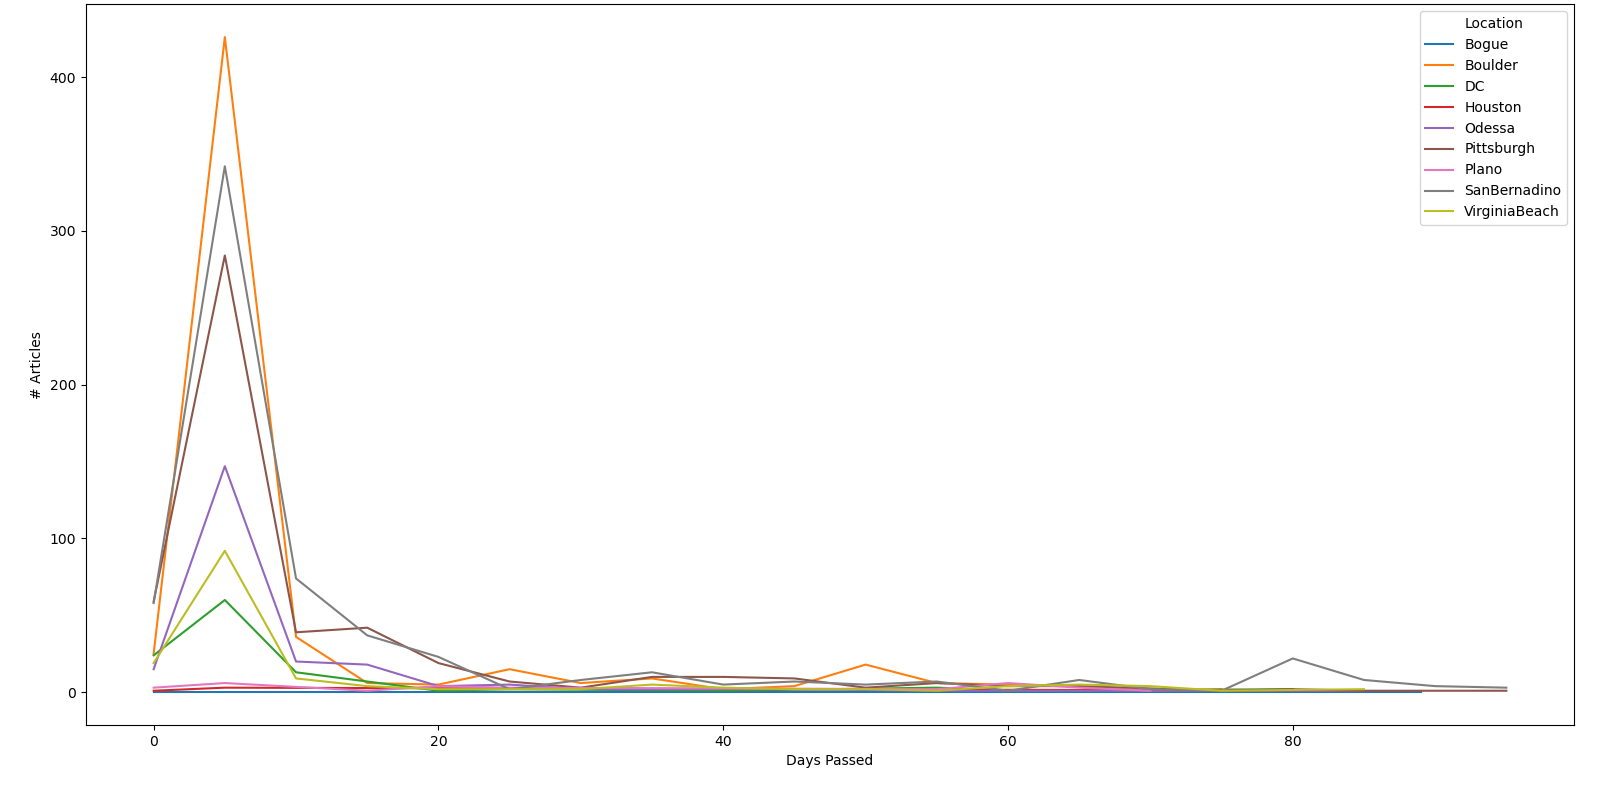 Location
Bogue
Boulder
DC
Houston
Odessa
Pittsburgh
Plano
SanBernadino
VirginiaBeach
# Articles
400
300
200
100
0
0 20 40 60 80
Days Passed